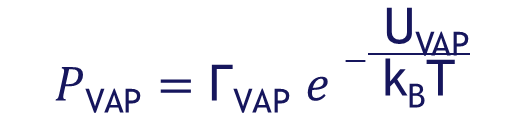 P_VAP = Γ_VAP e^(-U_VAP / k_B T)